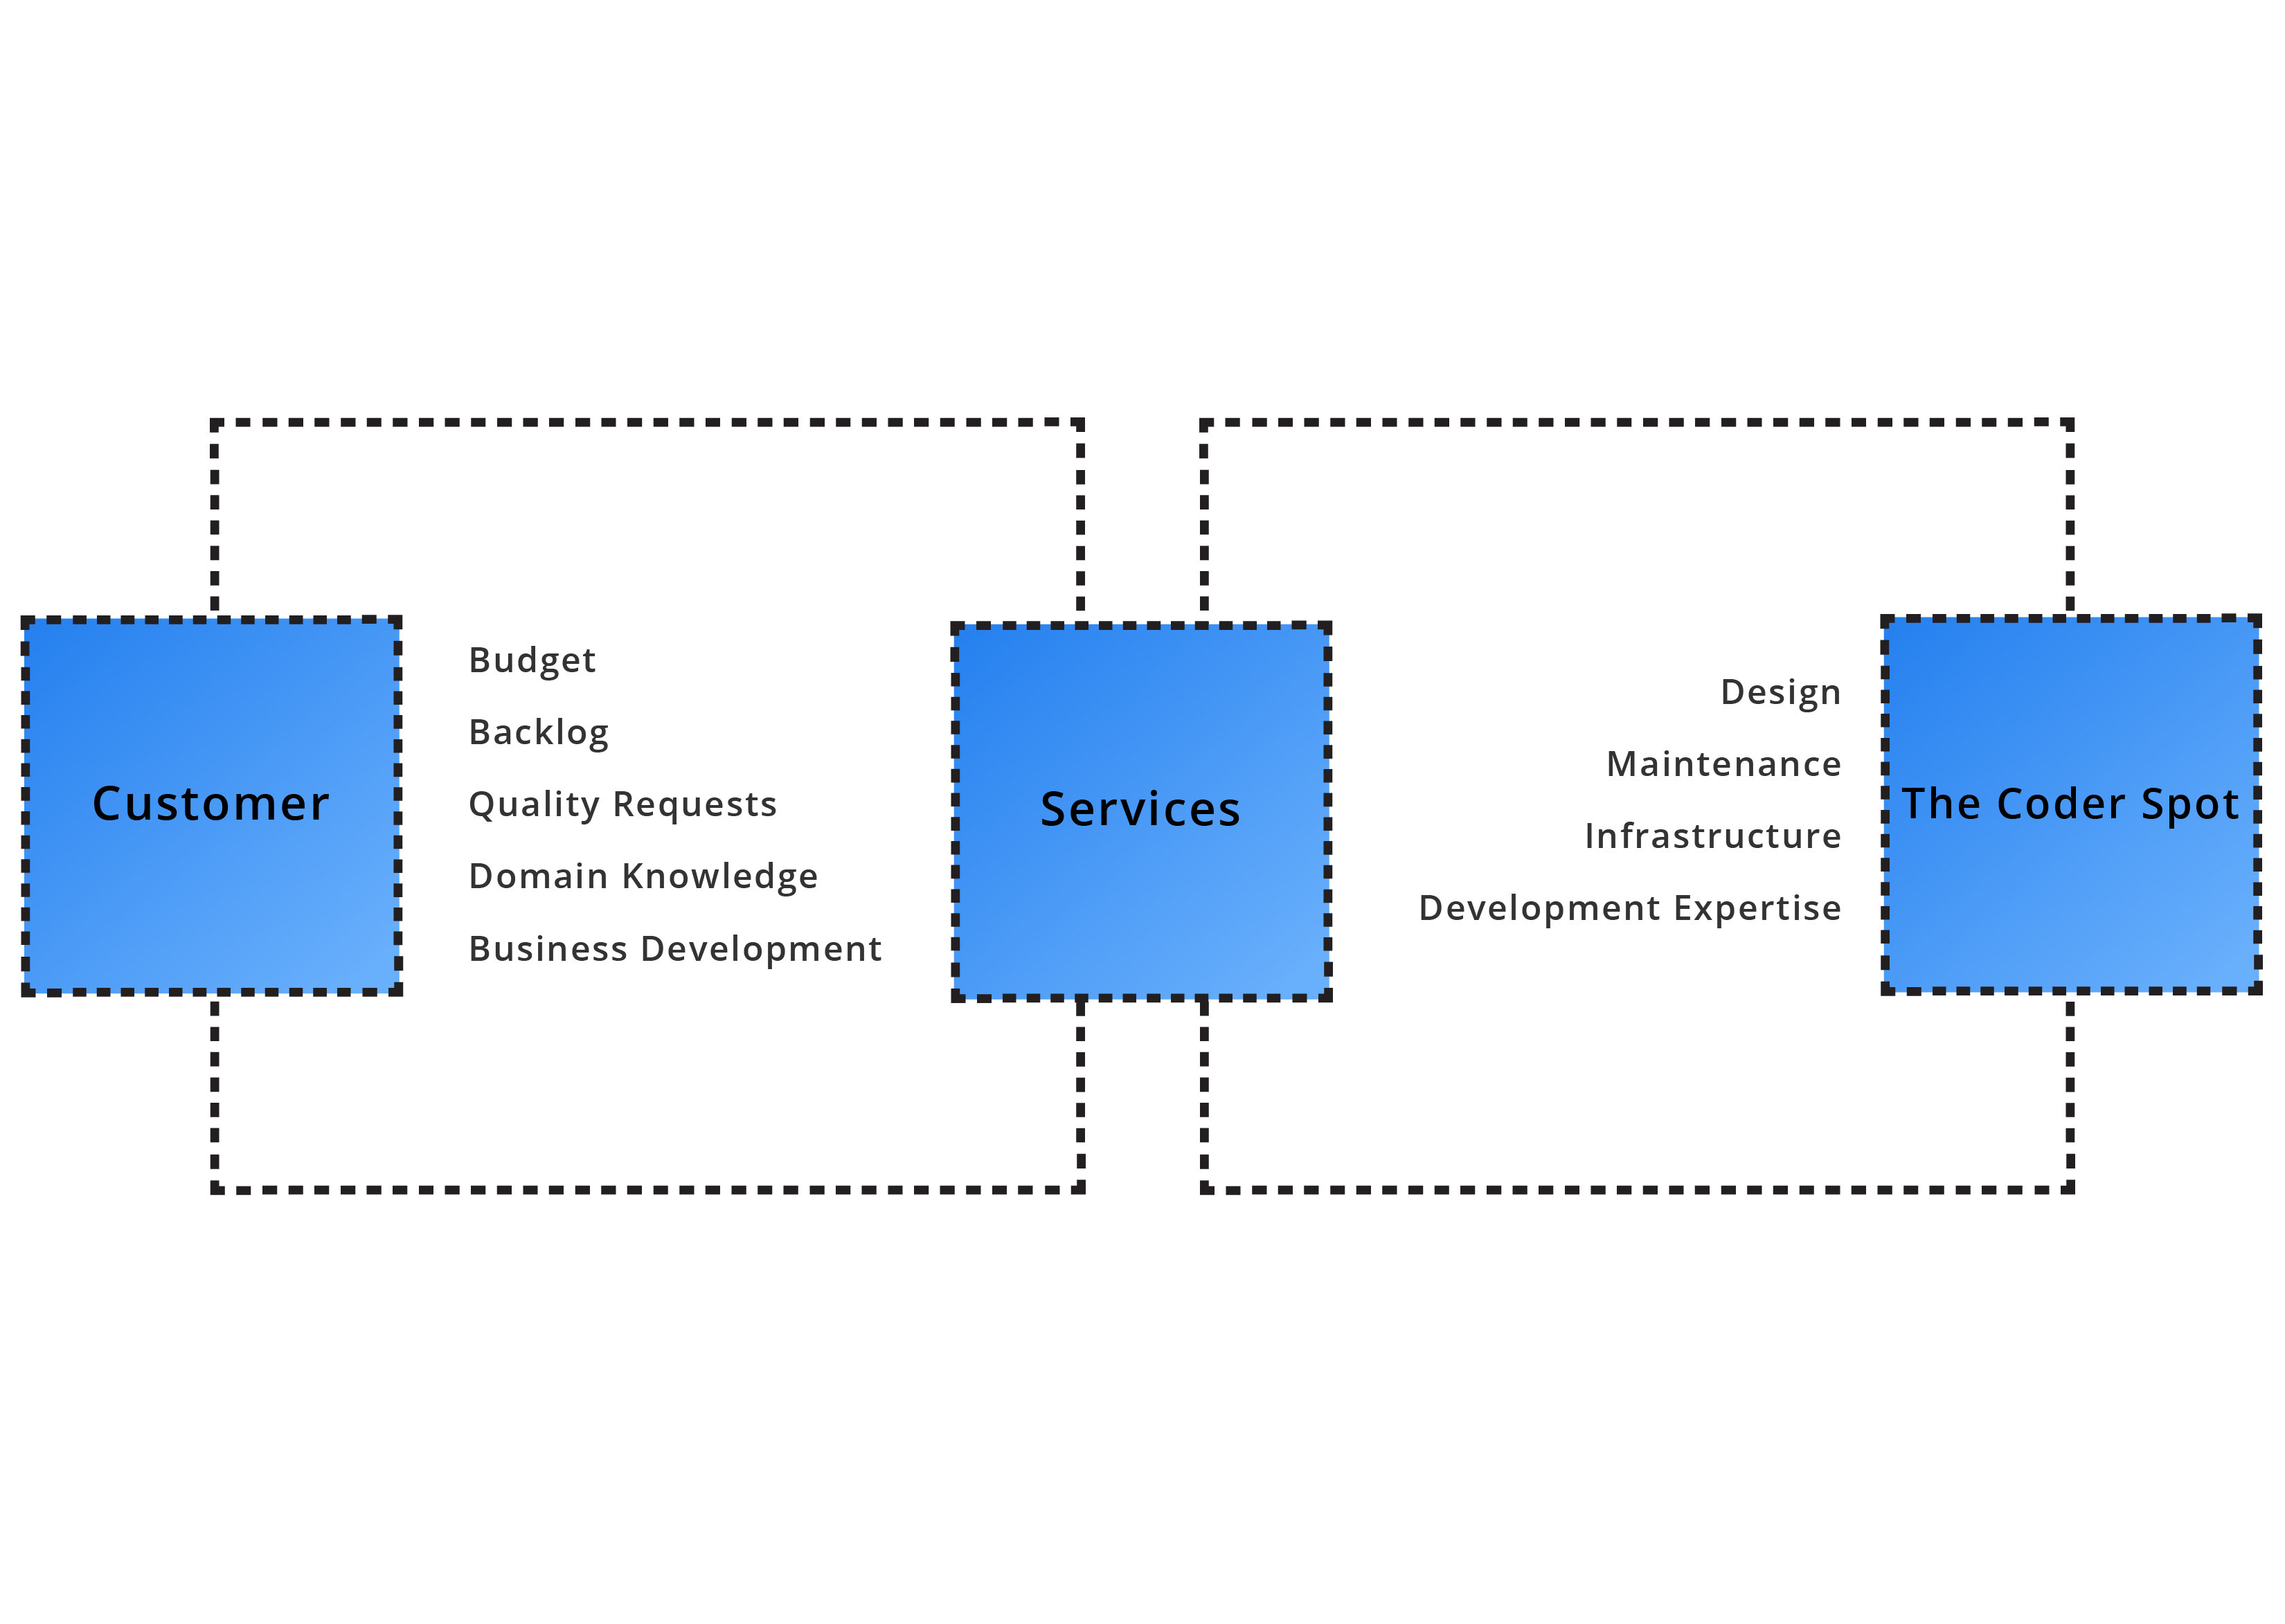 Customer
Budget
Backlog
Quality Requests
Domain Knowledge
Business Development
Services
Design
Maintenance
Infrastructure
Development Expertise
The Coder Spot